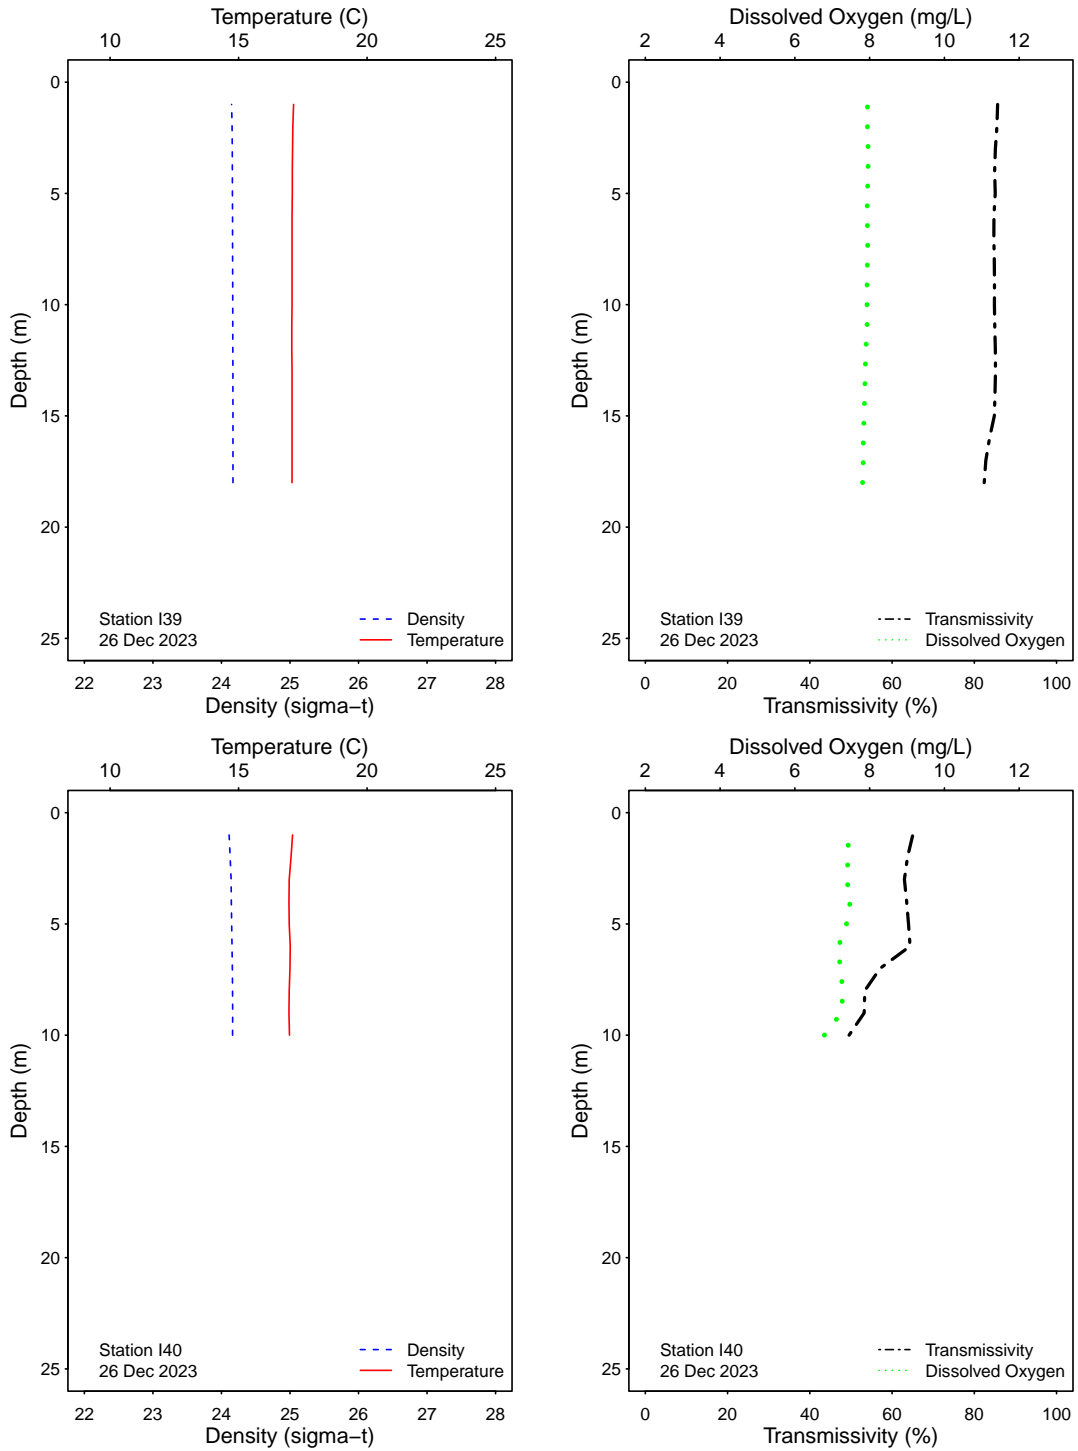 Temperature (C)
10 15 20 25
0
5
10
15
20
25
Depth (m)
Station I39
26 Dec 2023
Density
Temperature
22 23 24 25 26 27 28
Density (sigma−t)
Dissolved Oxygen (mg/L)
2 4 6 8 10 12
0
5
10
15
20
25
Depth (m)
Station I39
26 Dec 2023
Transmissivity
Dissolved Oxygen
0 20 40 60 80 100
Transmissivity (%)
Temperature (C)
10 15 20 25
0
5
10
15
20
25
Depth (m)
Station I40
26 Dec 2023
Density
Temperature
22 23 24 25 26 27 28
Density (sigma−t)
Dissolved Oxygen (mg/L)
2 4 6 8 10 12
0
5
10
15
20
25
Depth (m)
Station I40
26 Dec 2023
Transmissivity
Dissolved Oxygen
0 20 40 60 80 100
Transmissivity (%)